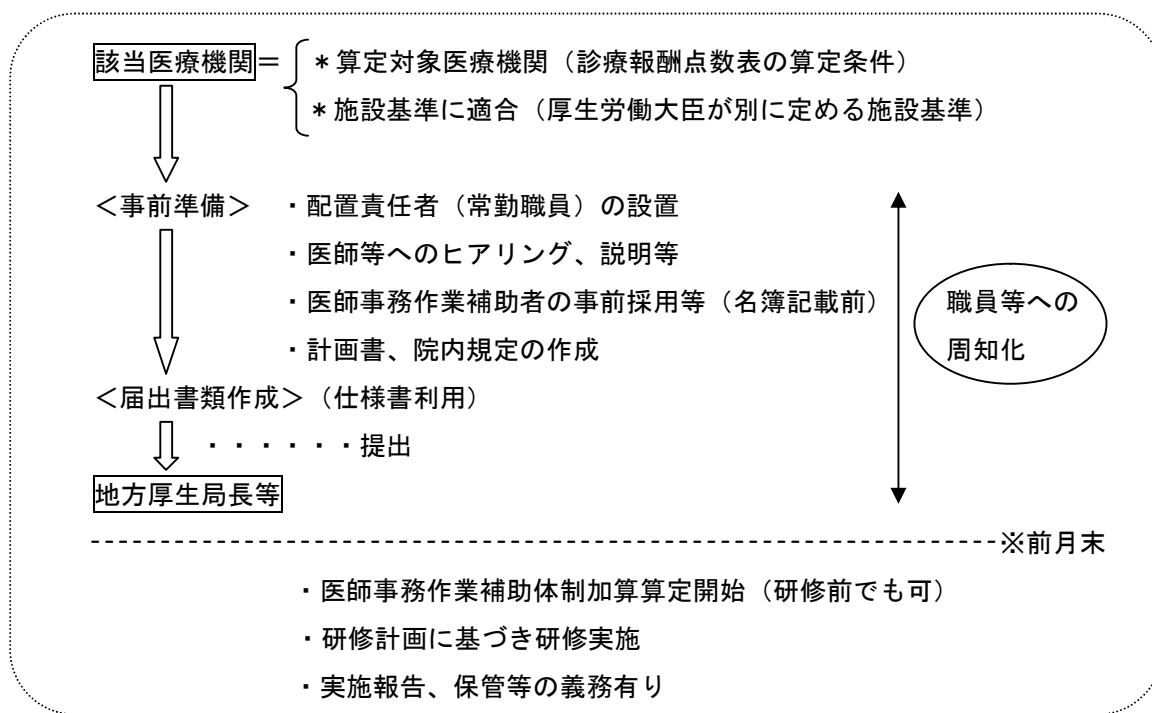 該当医療機関＝
＊算定対象医療機関（診療報酬点数表の算定条件）
＊施設基準に適合（厚生労働大臣が別に定める施設基準）
＜事前準備＞ ・配置責任者（常勤職員）の設置
・医師等へのヒアリング、説明等
・医師事務作業補助者の事前採用等（名簿記載前）
・計画書、院内規定の作成
職員等への
周知化
＜届出書類作成＞（仕様書利用）
・・・・・・提出
地方厚生局長等
※前月末
・医師事務作業補助体制加算算定開始（研修前でも可）
・研修計画に基づき研修実施
・実施報告、保管等の義務有り